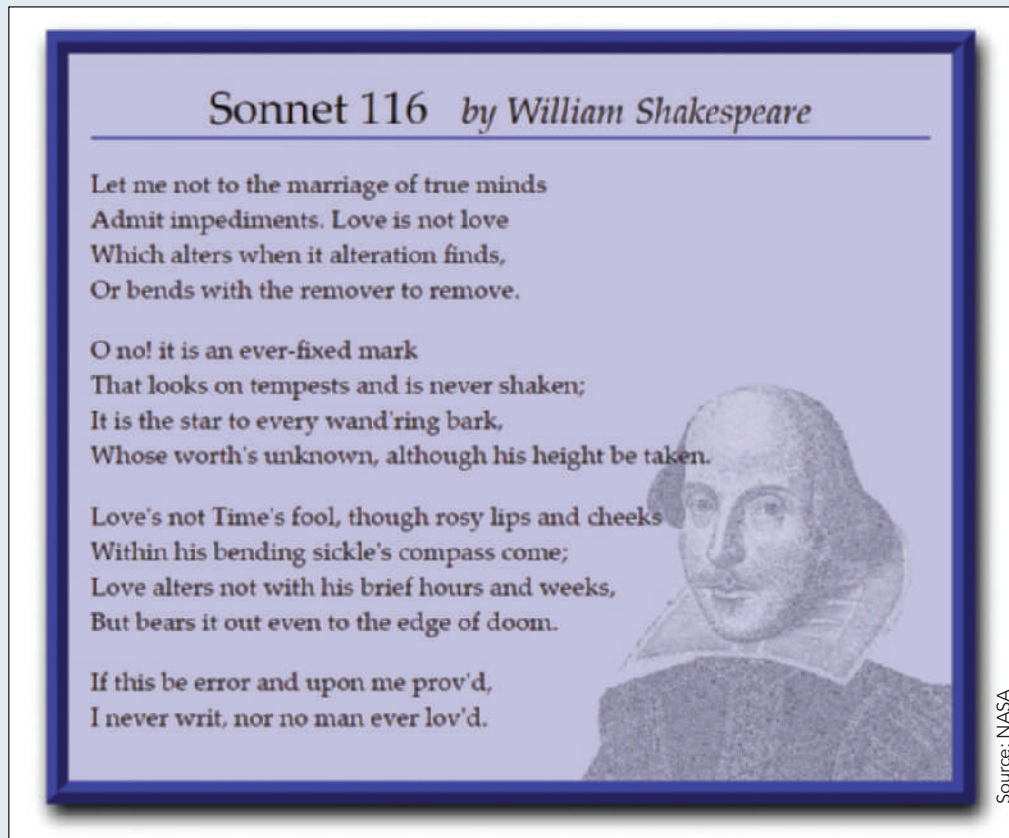 Sonnet 116 by William Shakespeare
Let me not to the marriage of true minds
Admit impediments. Love is not love
Which alters when it alteration finds,
Or bends with the remover to remove.
O no! it is an ever-fixed mark
That looks on tempests and is never shaken;
It is the star to every wand'ring bark,
Whose worth's unknown, although his height be taken.
Love's not Time's fool, though rosy lips and cheeks
Within his bending sickle's compass come;
Love alters not with his brief hours and weeks,
But bears it out even to the edge of doom.
If this be error and upon me prov'd,
I never writ, nor no man ever lov'd.
Source: NASA